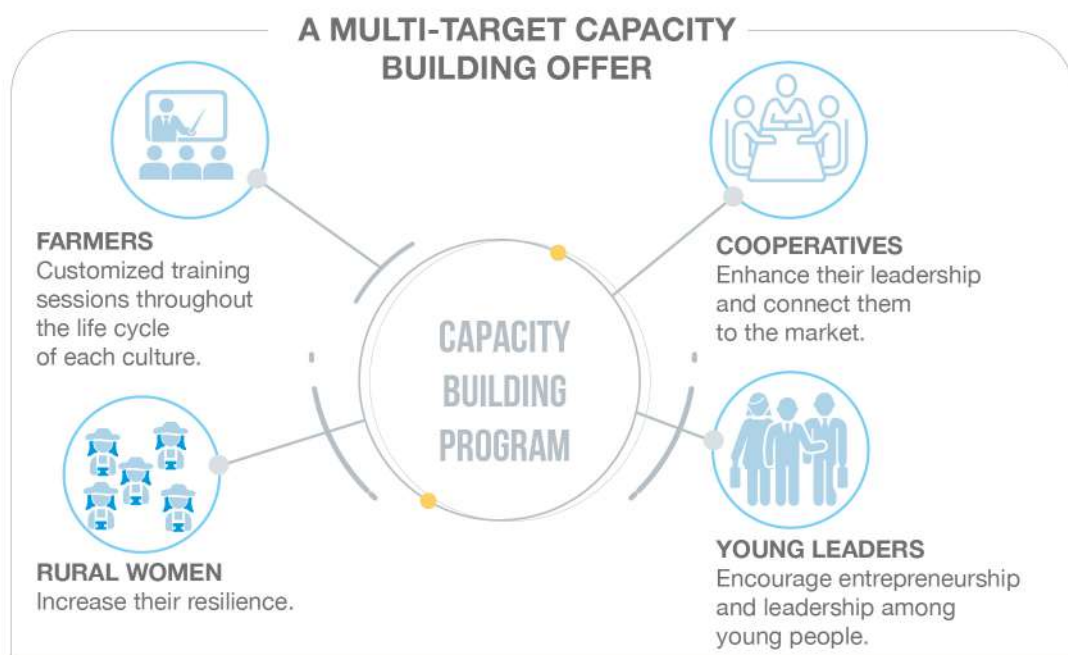 A MULTI-TARGET CAPACITY
BUILDING OFFER
FARMERS
Customized training
sessions throughout
the life cycle
of each culture.
COOPERATIVES
Enhance their leadership
and connect them
to the market.
CAPACITY
BUILDING
PROGRAM
RURAL WOMEN
Increase their resilience.
YOUNG LEADERS
Encourage entrepreneurship
and leadership among
young people.